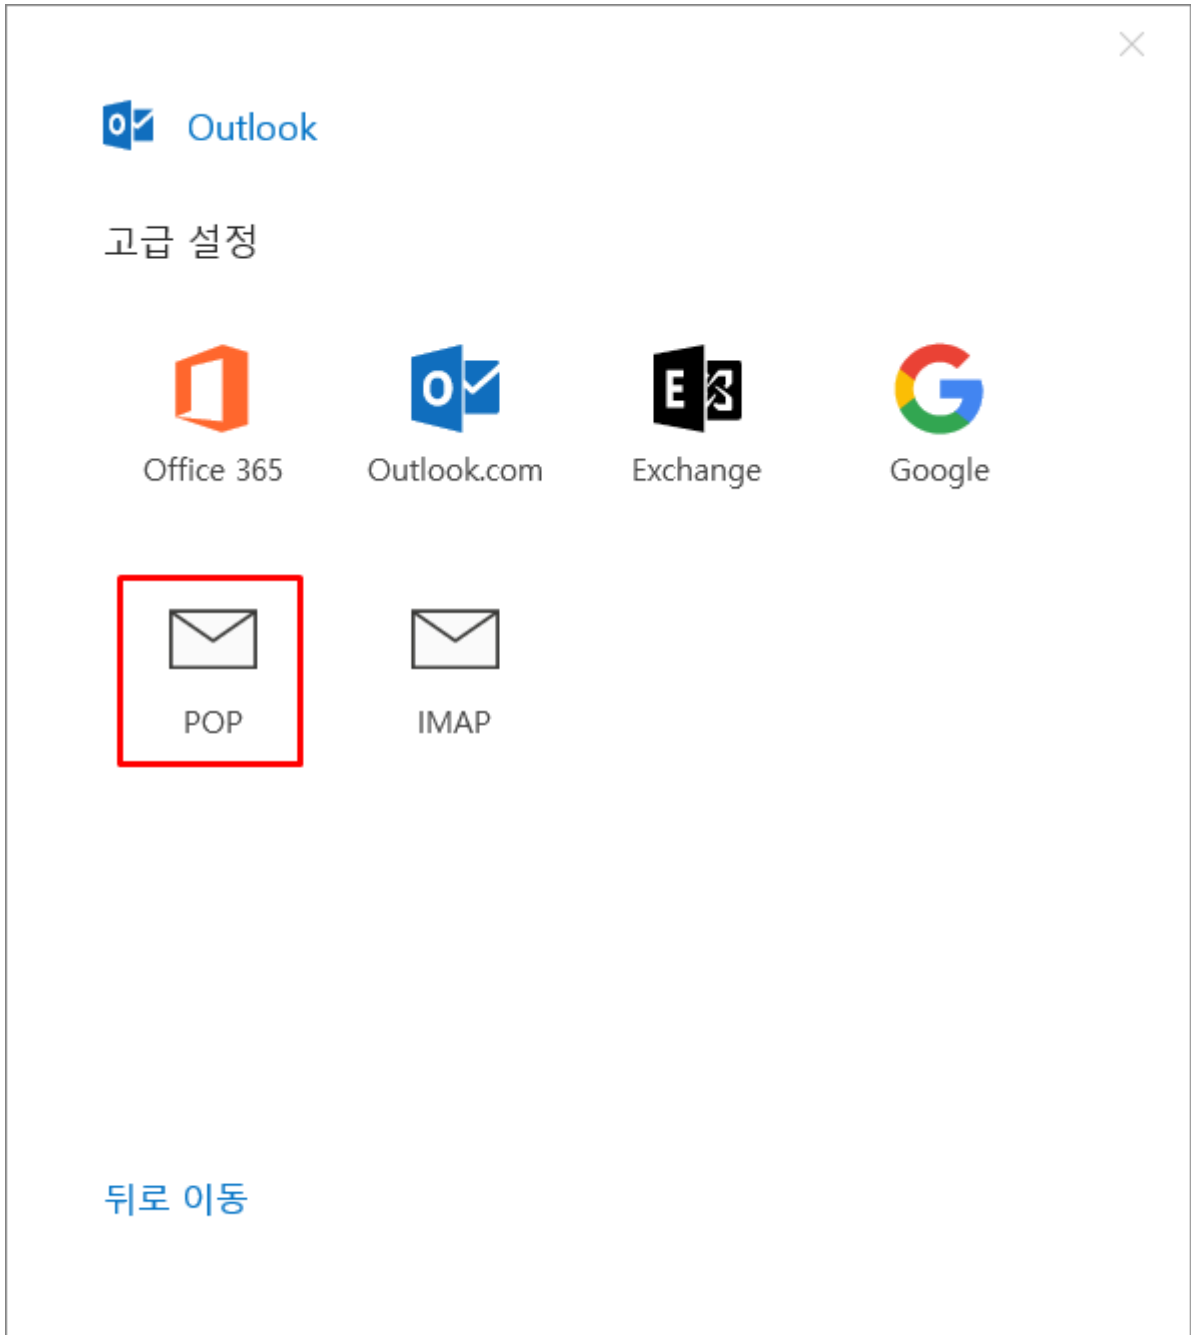 Outlook
고급 설정
Office 365
Outlook.com
Exchange
Google
POP
IMAP
뒤로 이동